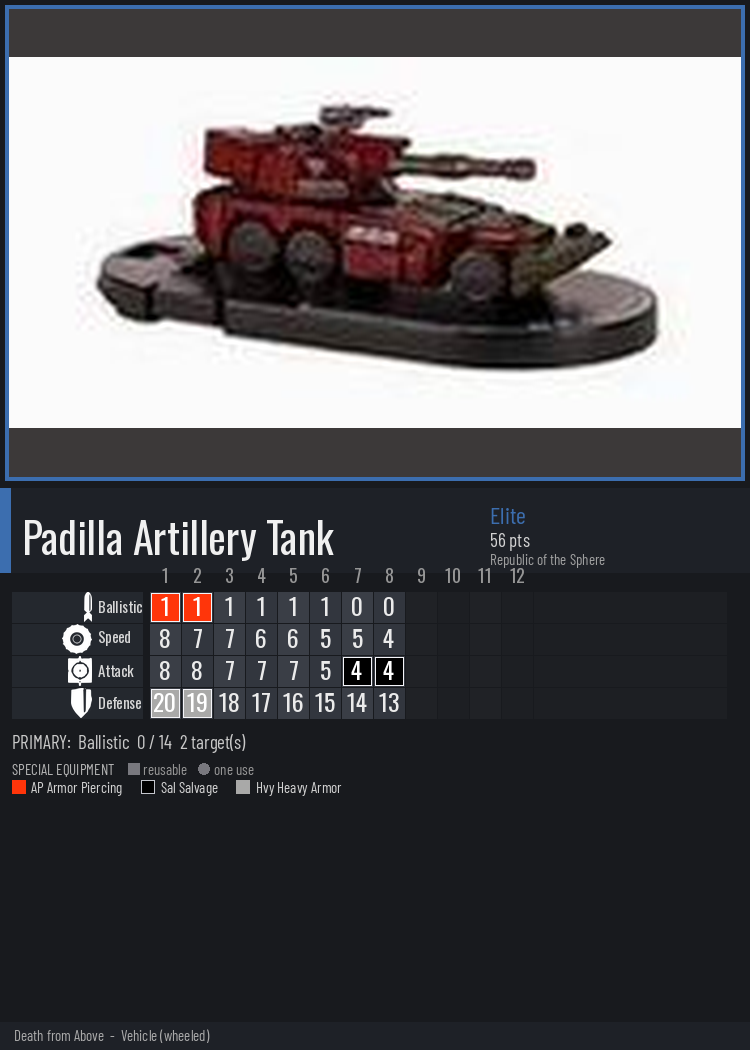 Padilla Artillery Tank
Elite
56 pts
Republic of the Sphere
1 2 3 4 5 6 7 8 9 10 11 12
Ballistic 1 1 1 1 1 1 0 0
Speed 8 7 7 6 6 5 5 4
Attack 8 8 7 7 7 5 4 4
Defense 20 19 18 17 16 15 14 13
PRIMARY: Ballistic 0 / 14 2 target(s)
SPECIAL EQUIPMENT reusable one use
AP Armor Piercing Sal Salvage Hvy Heavy Armor
Death from Above - Vehicle (wheeled)